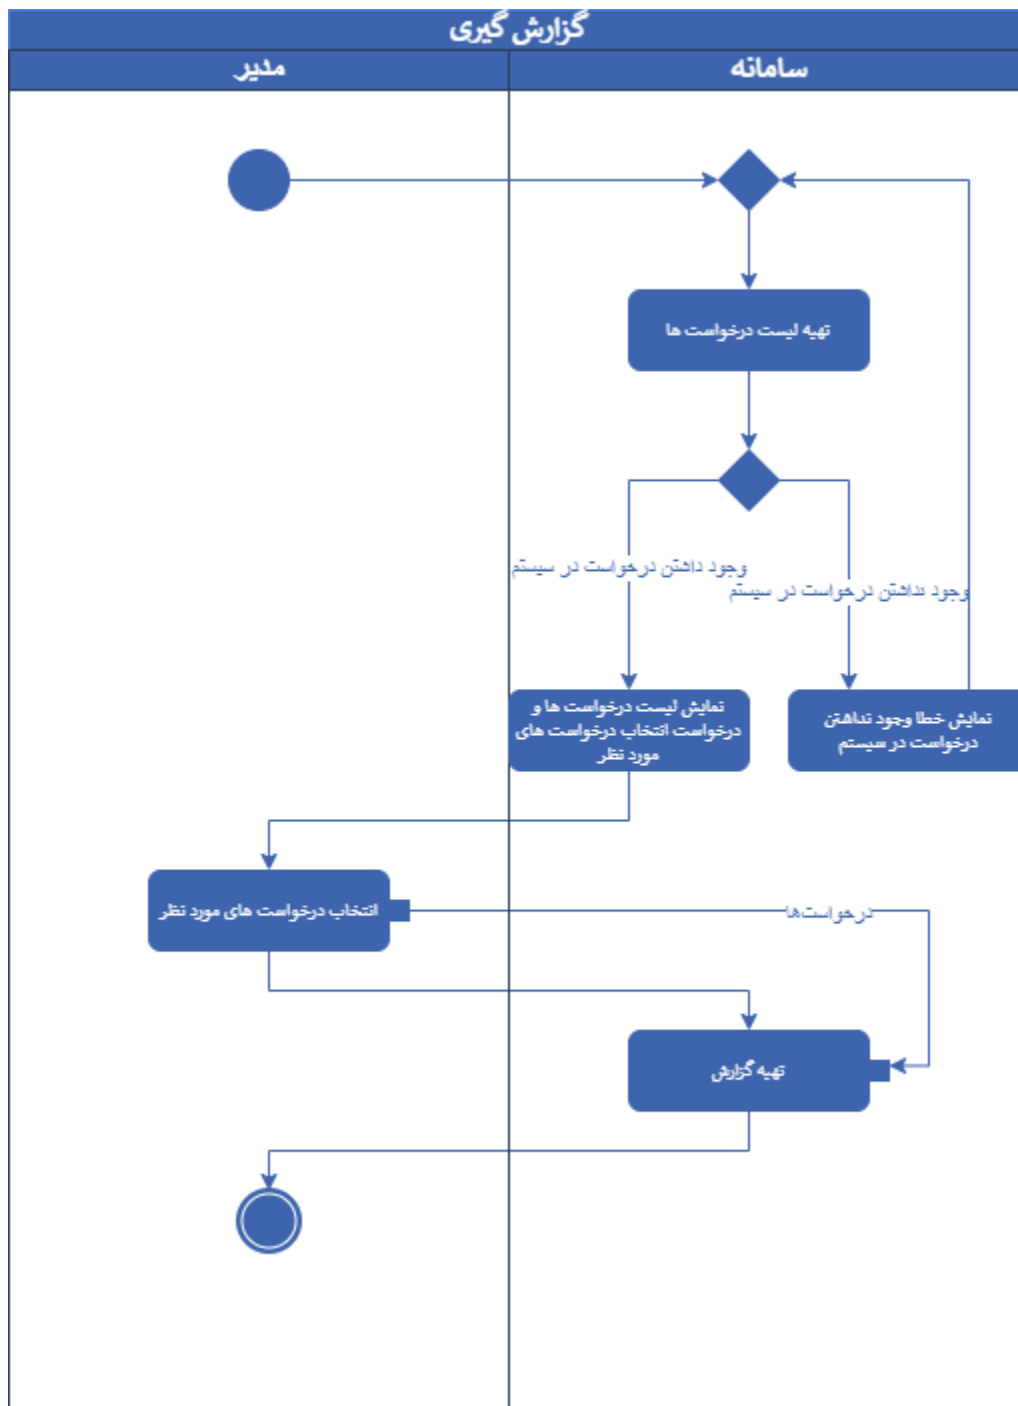 گزارش گیری
سامانه
مدیر
تهیه لیست درخواست ها
وجود داشتن درخواست در سیستم
وجود نداشتن درخواست در سیستم
نمایش لیست درخواست ها و
درخواست انتخاب درخواست های
مورد نظر
نمایش خطا وجود نداشتن
درخواست در سیستم
انتخاب درخواست های مورد نظر
درخواست‌ها
تهیه گزارش